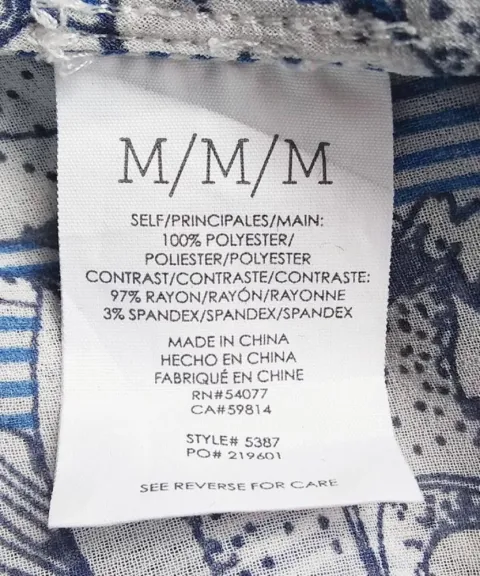 M/M/M
SELF/PRINCIPALES/MAIN:
100% POLYESTER/
POLIESTER/POLYESTER
CONTRAST/CONTRASTE/CONTRASTE:
97% RAYON/RAYÓN/RAYONNE
3% SPANDEX/SPANDEX/SPANDEX
MADE IN CHINA
HECHO EN CHINA
FABRIQUÉ EN CHINE
RN#54077
CA#59814
STYLE# 5387
PO# 219601
SEE REVERSE FOR CARE